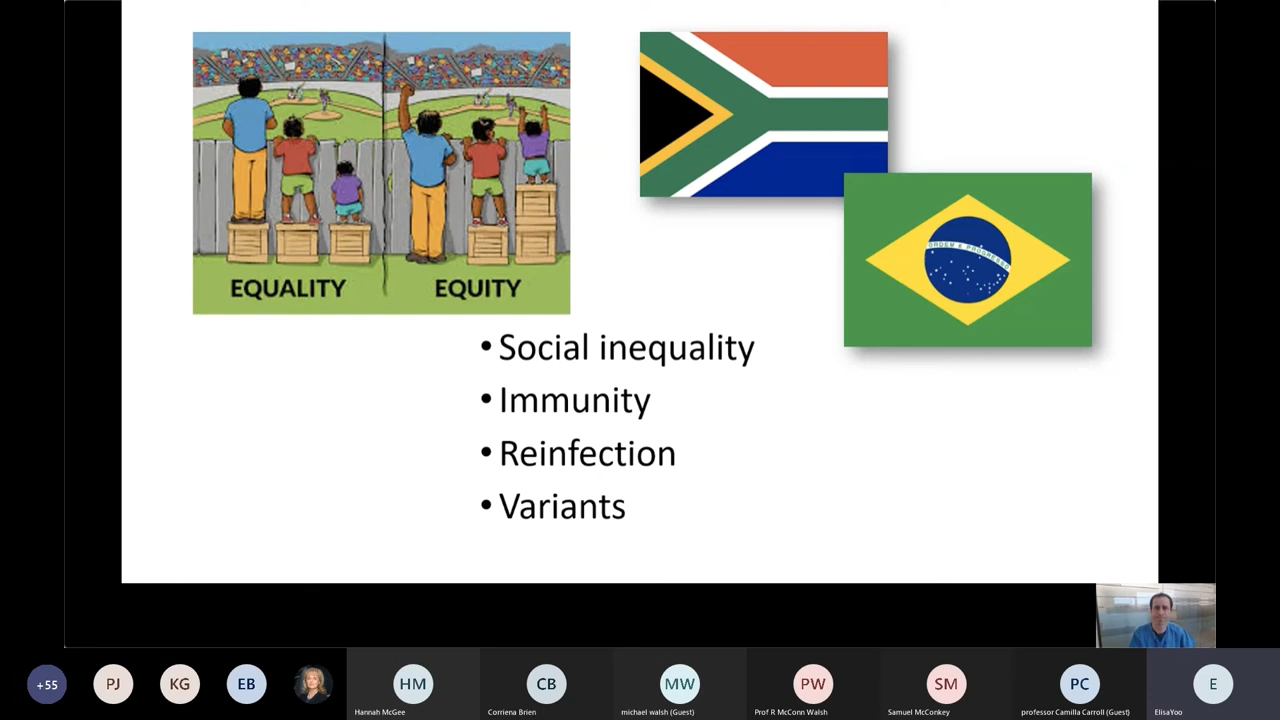 EQUALITY
EQUITY
ORDEM E PROGRESSO
• Social inequality
• Immunity
• Reinfection
• Variants
+55
PJ
KG
EB
HM
CB
MW
PW
SM
PC
E
Hannah McGee
Corriena Brien
michael walsh (Guest)
Prof R McConn Walsh
Samuel McConkey
professor Camilla Carroll (Guest)
ElisaYoo